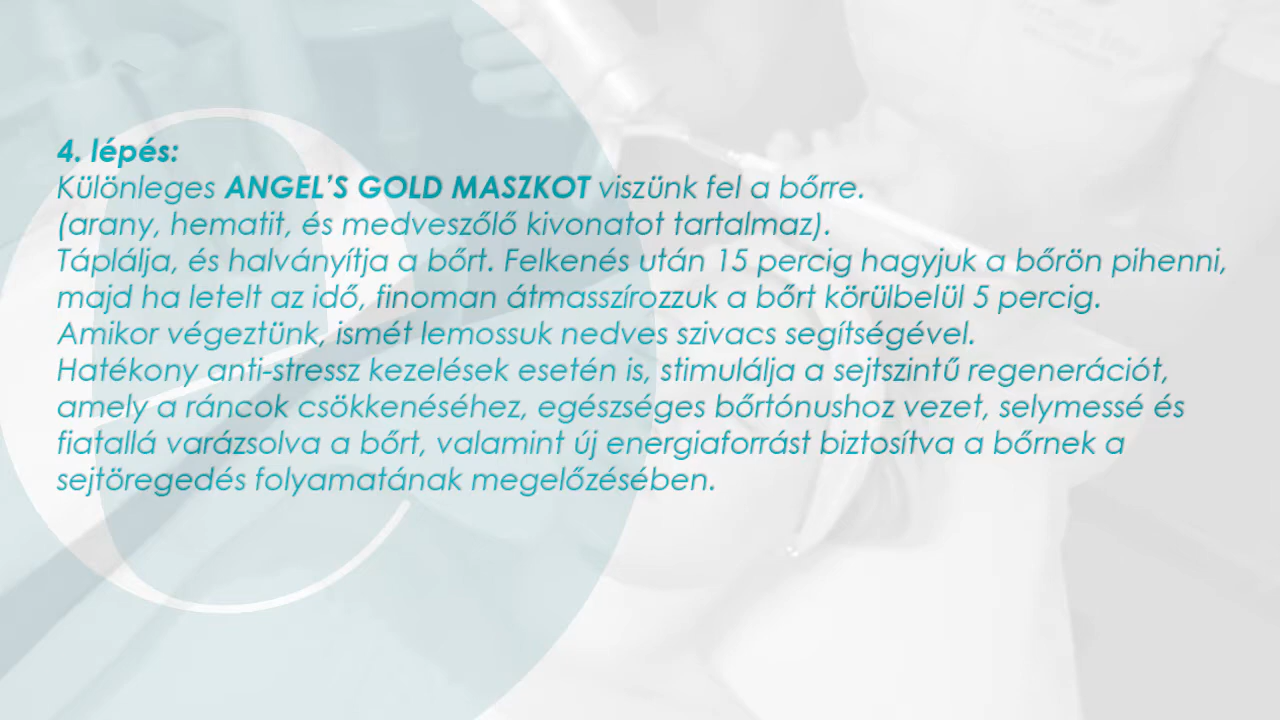 4. lépés:
Különleges ANGEL’S GOLD MASZKOT viszünk fel a bőrre.
(arany, hematit, és medveszőlő kivonatot tartalmaz).
Táplálja, és halványítja a bőrt. Felkenés után 15 percig hagyjuk a bőrön pihenni,
majd ha letelt az idő, finoman átmasszírozzuk a bőrt körülbelül 5 percig.
Amikor végeztünk, ismét lemossuk nedves szivacs segítségével.
Hatékony anti-stressz kezelések esetén is, stimulálja a sejtszintű regenerációt,
amely a ráncok csökkenéséhez, egészséges bőrtónushoz vezet, selymessé és
fiatallá varázsolva a bőrt, valamint új energiaforrást biztosítva a bőrnek a
sejtöregedés folyamatának megelőzésében.